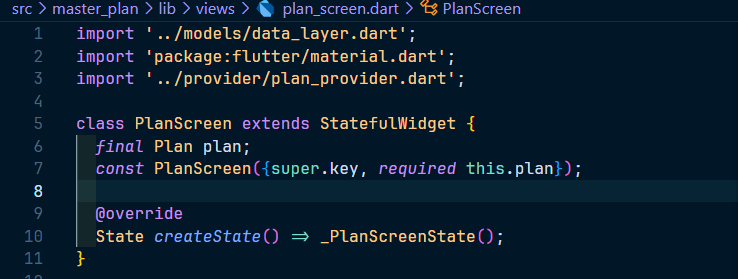 src > master_plan > lib > views > plan_screen.dart > PlanScreen
1 import '../models/data_layer.dart';
2 import 'package:flutter/material.dart';
3 import '../provider/plan_provider.dart';
4
5 class PlanScreen extends StatefulWidget {
6 final Plan plan;
7 const PlanScreen({super.key, required this.plan});
8
9 @override
10 State createState() => _PlanScreenState();
11 }